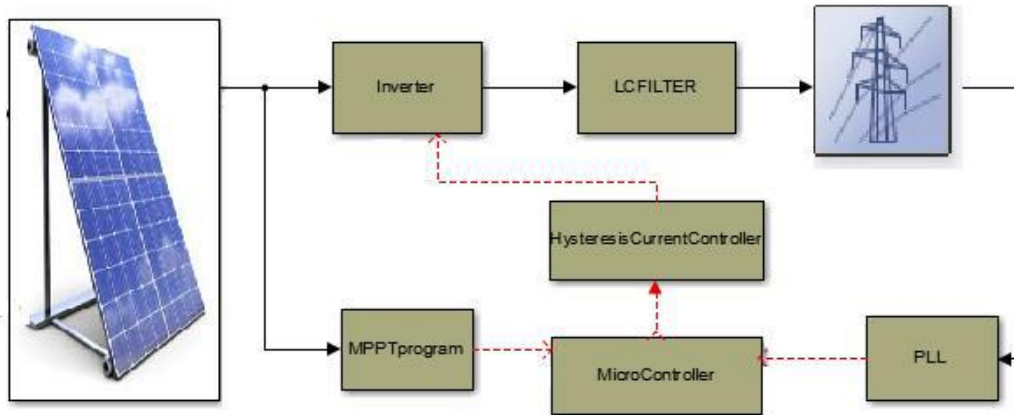 Inverter
LCFILTER
HysteresisCurrentController
MPPTprogram
MicroController
PLL